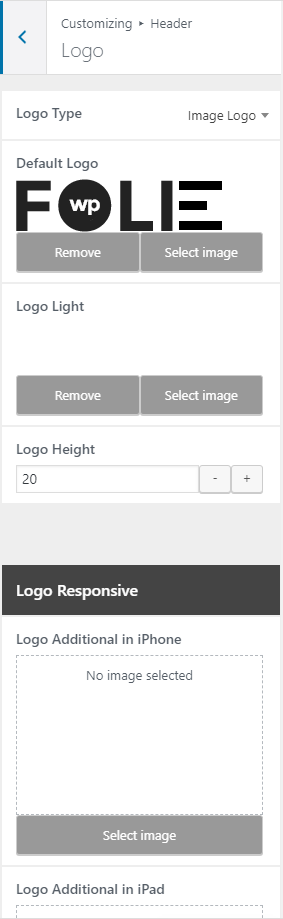 Customizing ▸ Header
Logo
Logo Type
Image Logo
Default Logo
FOLIE
wp
Remove
Select image
Logo Light
Remove
Select image
Logo Height
20
-
+
Logo Responsive
Logo Additional in iPhone
No image selected
Select image
Logo Additional in iPad